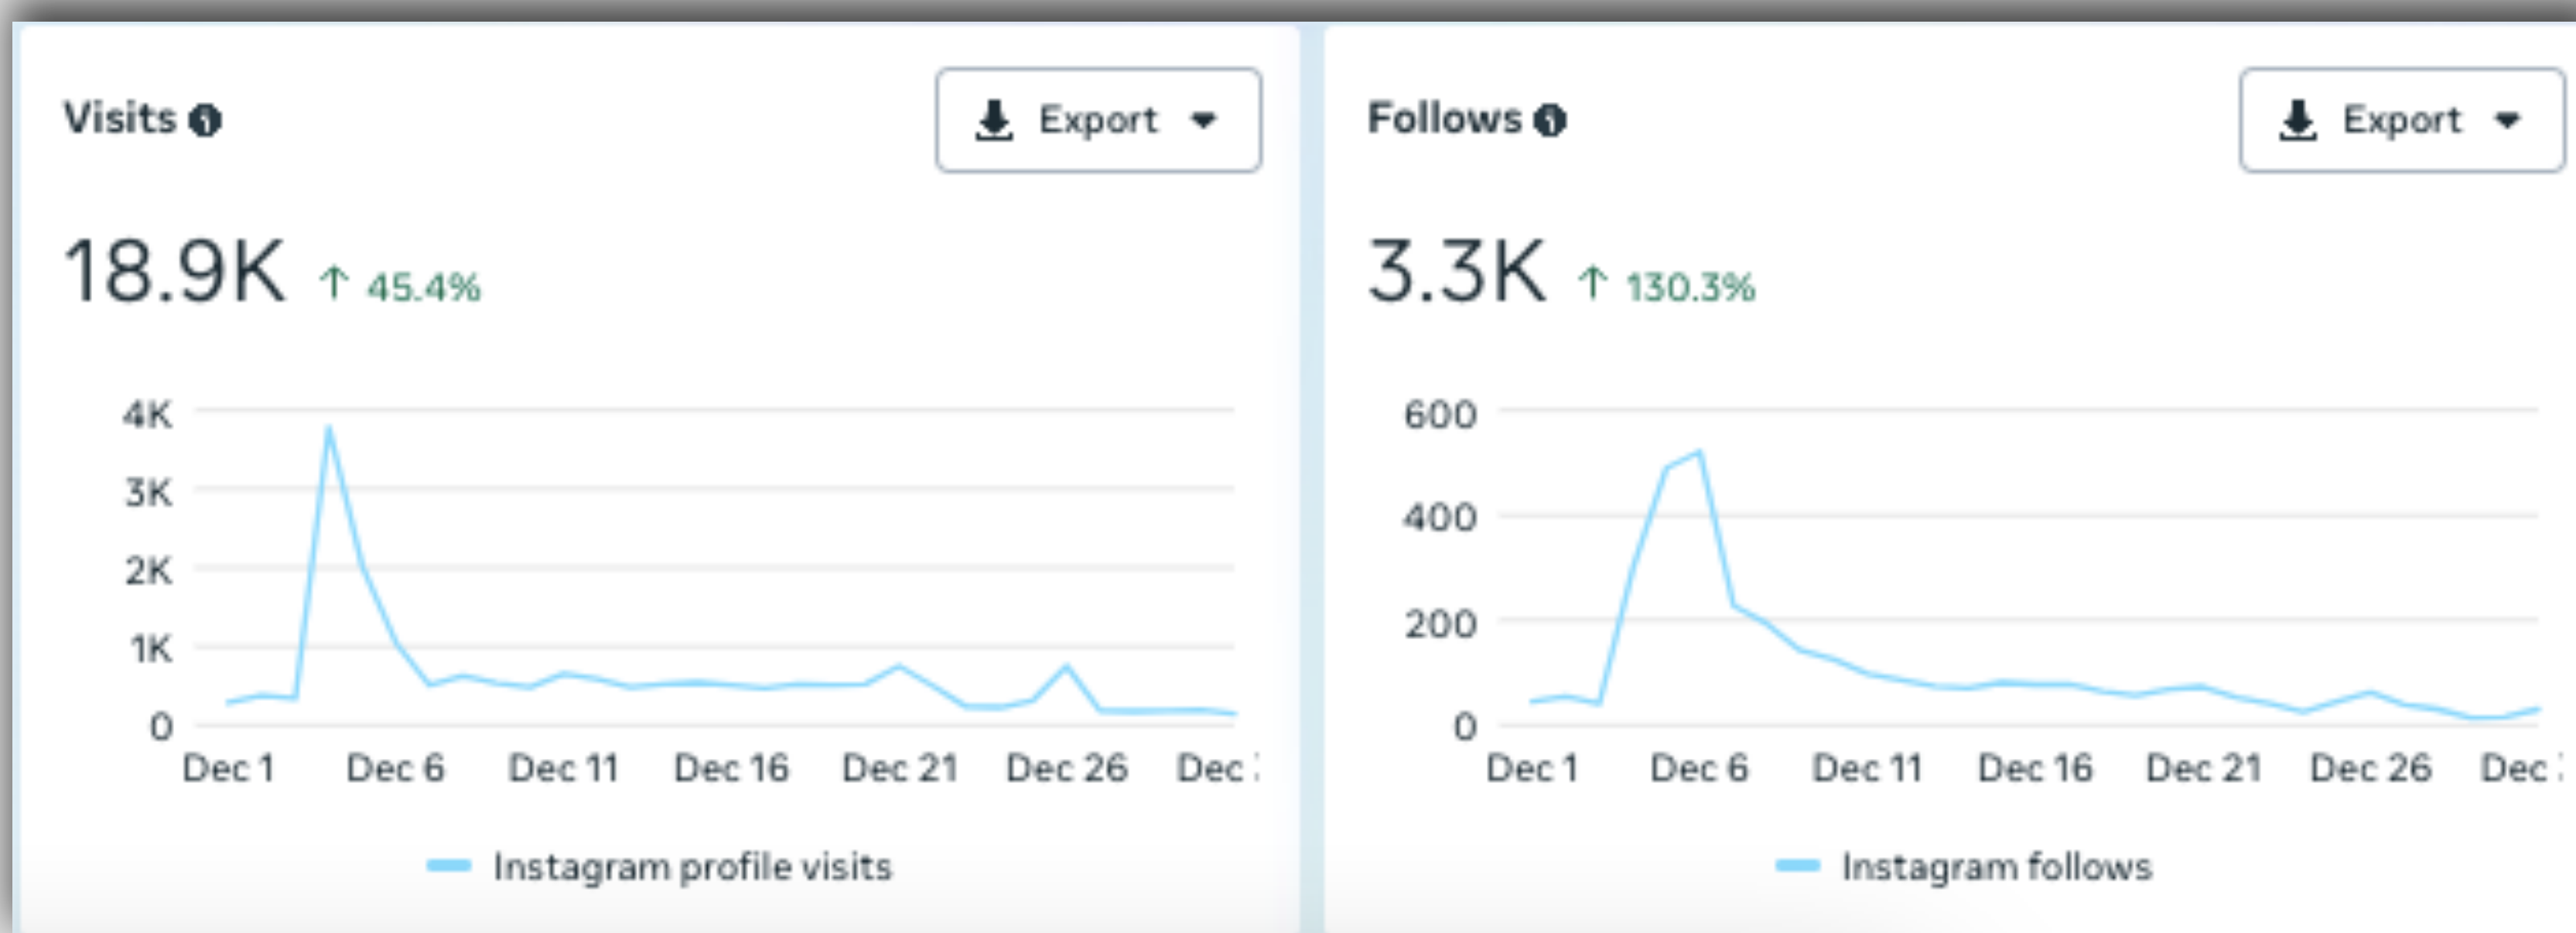 Visits
Export
18.9K ↑ 45.4%
4K
3K
2K
1K
0
Dec 1 Dec 6 Dec 11 Dec 16 Dec 21 Dec 26 Dec
Instagram profile visits
Follows
Export
3.3K ↑ 130.3%
600
400
200
0
Dec 1 Dec 6 Dec 11 Dec 16 Dec 21 Dec 26 Dec
Instagram follows